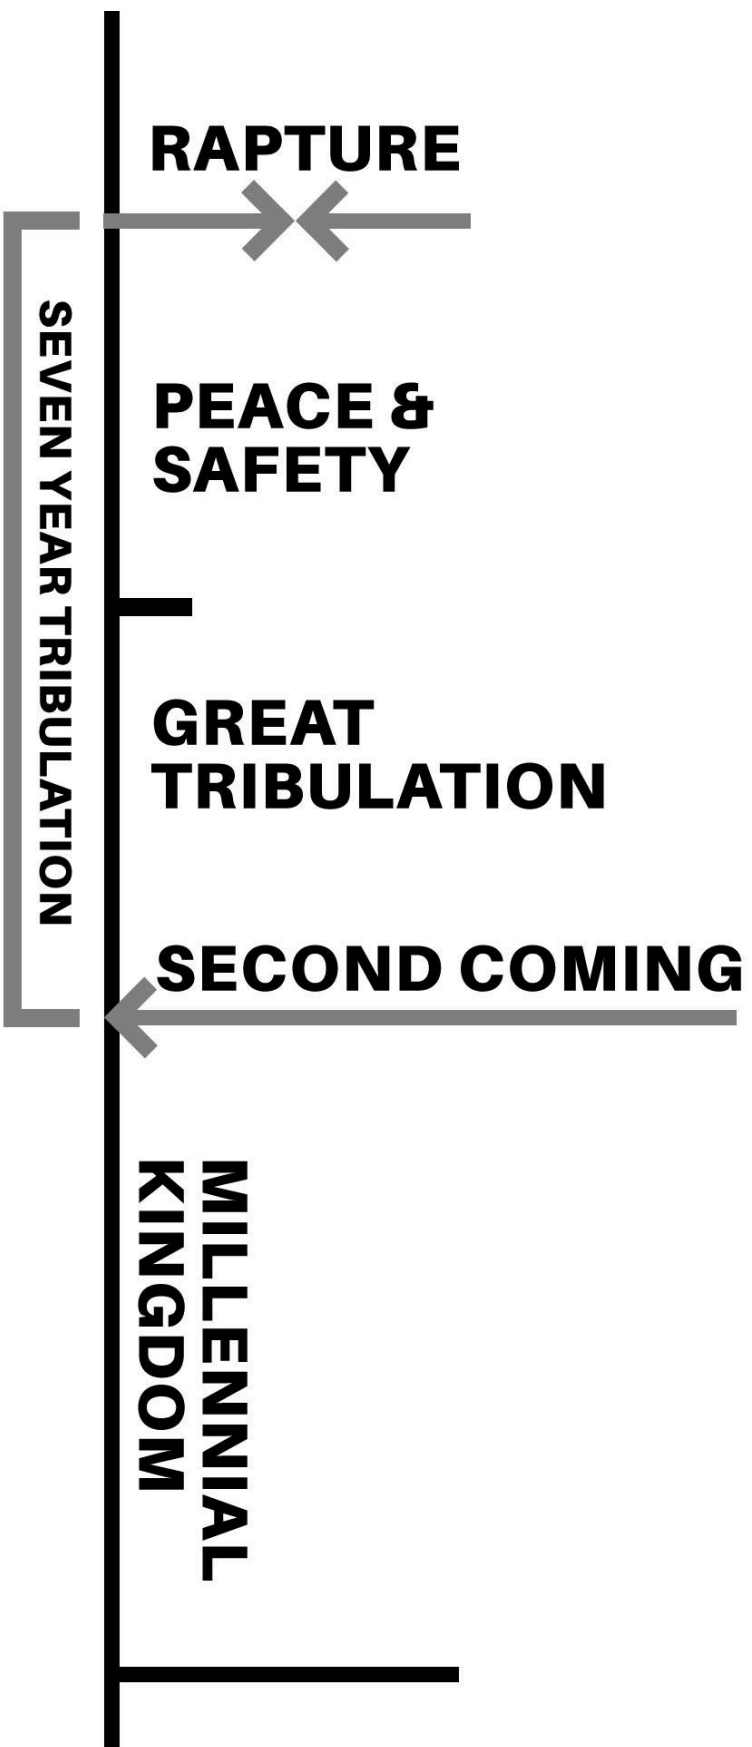 RAPTURE
SEVEN YEAR TRIBULATION
PEACE &
SAFETY
GREAT
TRIBULATION
SECOND COMING
MILLENNIAL
KINGDOM